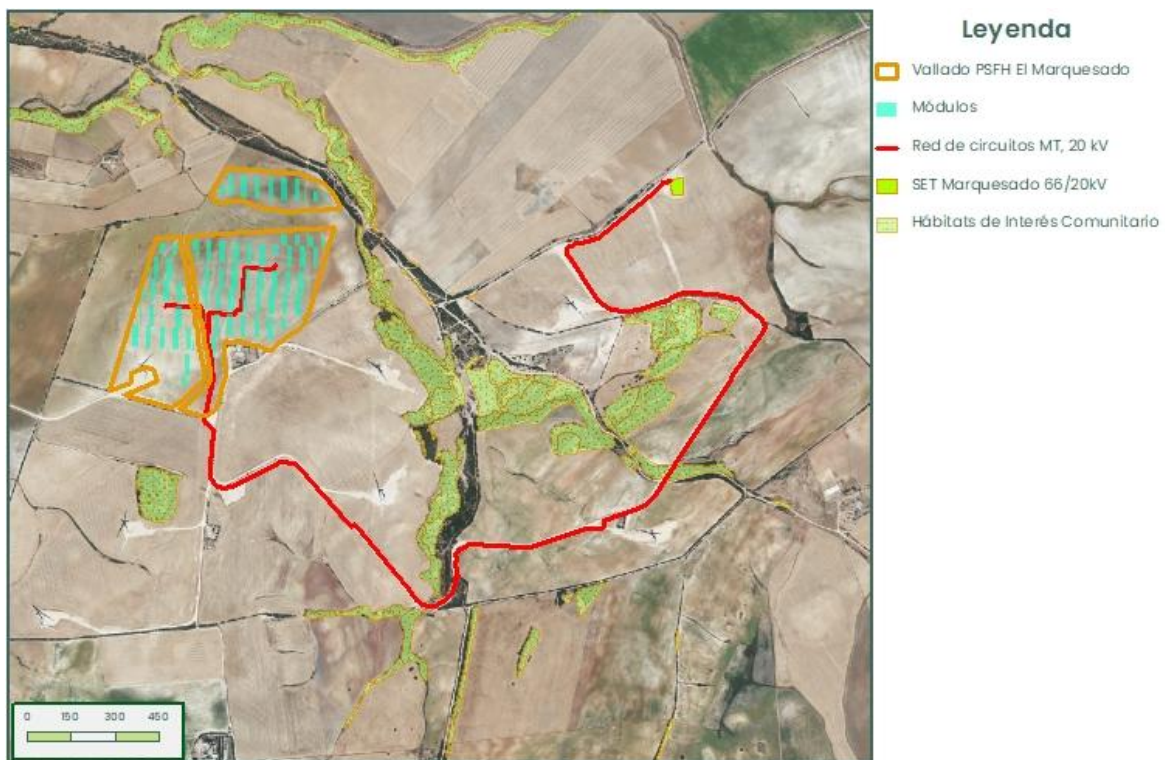 Leyenda
Vallado PSFH El Marquesado
Módulos
Red de circuitos MT, 20 kV
SET Marquesado 66/20kV
Hábitats de Interés Comunitario
0 150 300 450